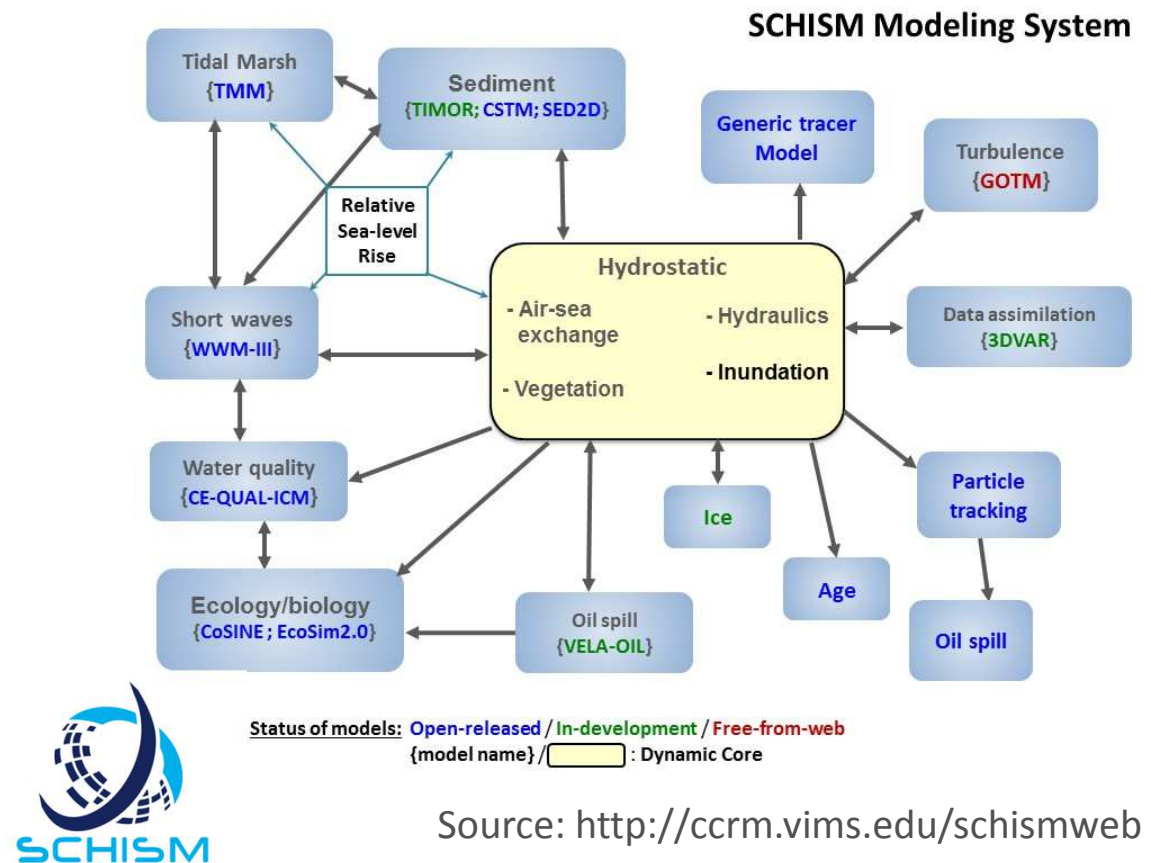 SCHISM Modeling System
Tidal Marsh
{TMM}
Sediment
{TIMOR; CSTM; SED2D}
Generic tracer
Model
Turbulence
{GOTM}
Relative
Sea-level
Rise
Hydrostatic
- Air-sea
exchange
- Hydraulics
- Vegetation
- Inundation
Short waves
{WWM-III}
Data assimilation
{3DVAR}
Water quality
{CE-QUAL-ICM}
Particle
tracking
Ice
Age
Ecology/biology
{CoSINE ; EcoSim2.0}
Oil spill
{VELA-OIL}
Oil spill
Status of models: Open-released / In-development / Free-from-web
{model name} / : Dynamic Core
Source: http://ccrm.vims.edu/schismweb
SCHISM